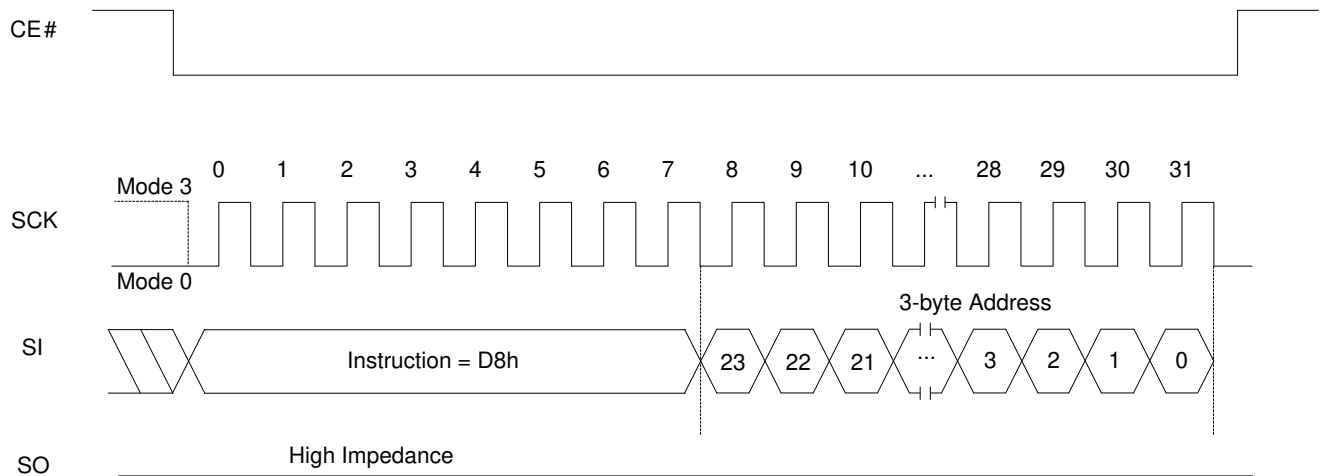 CE#
0 1 2 3 4 5 6 7 8 9 10 ... 28 29 30 31
Mode 3
SCK
Mode 0
3-byte Address
SI
Instruction = D8h
23 22 21 ... 3 2 1 0
High Impedance
SO